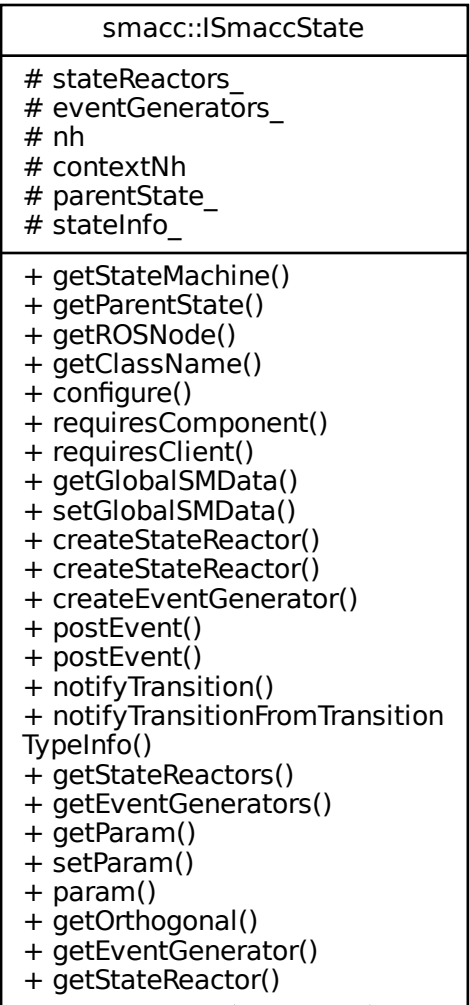 smacc::ISmaccState
# stateReactors_
# eventGenerators_
# nh
# contextNh
# parentState_
# stateInfo_
+ getStateMachine()
+ getParentState()
+ getROSNode()
+ getClassName()
+ configure()
+ requiresComponent()
+ requiresClient()
+ getGlobalSMData()
+ setGlobalSMData()
+ createStateReactor()
+ createStateReactor()
+ createEventGenerator()
+ postEvent()
+ postEvent()
+ notifyTransition()
+ notifyTransitionFromTransition
TypeInfo()
+ getStateReactors()
+ getEventGenerators()
+ getParam()
+ setParam()
+ param()
+ getOrthogonal()
+ getEventGenerator()
+ getStateReactor()